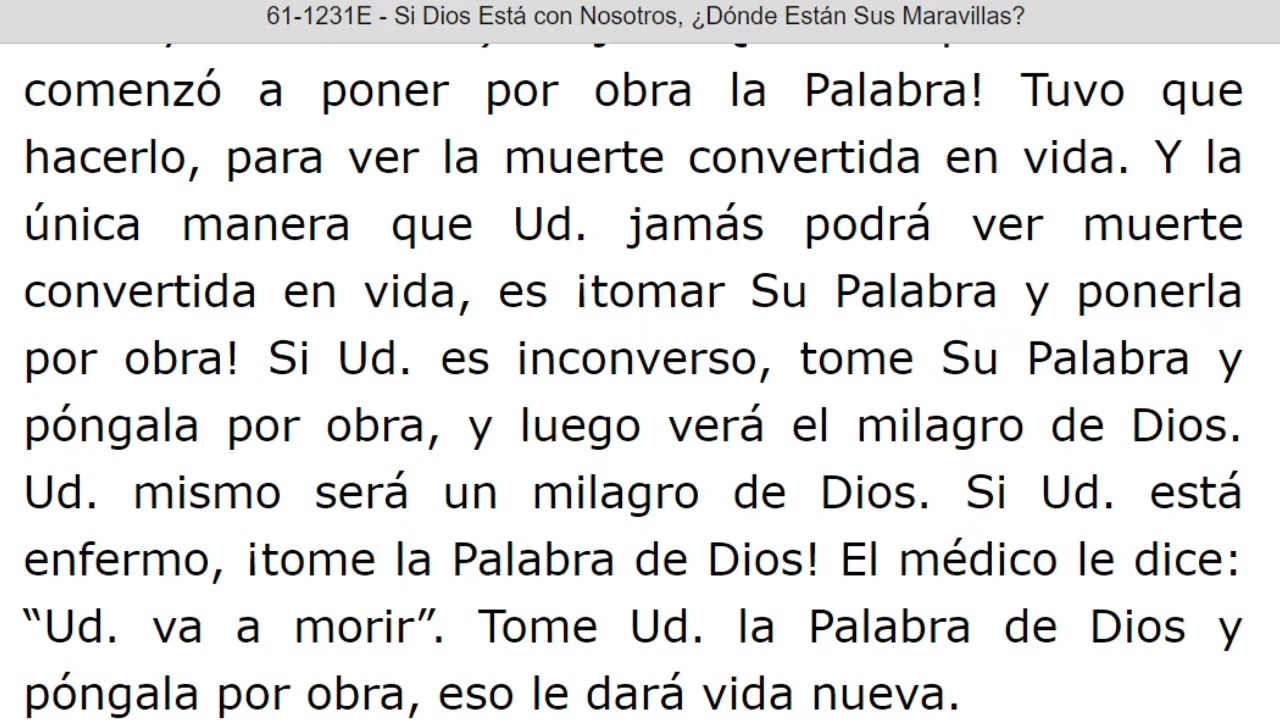 61-1231E - Si Dios Está con Nosotros, ¿Dónde Están Sus Maravillas?
comenzó a poner por obra la Palabra! Tuvo que
hacerlo, para ver la muerte convertida en vida. Y la
única manera que Ud. jamás podrá ver muerte
convertida en vida, es ¡tomar Su Palabra y ponerla
por obra! Si Ud. es inconverso, tome Su Palabra y
póngala por obra, y luego verá el milagro de Dios.
Ud. mismo será un milagro de Dios. Si Ud. está
enfermo, ¡tome la Palabra de Dios! El médico le dice:
“Ud. va a morir”. Tome Ud. la Palabra de Dios y
póngala por obra, eso le dará vida nueva.